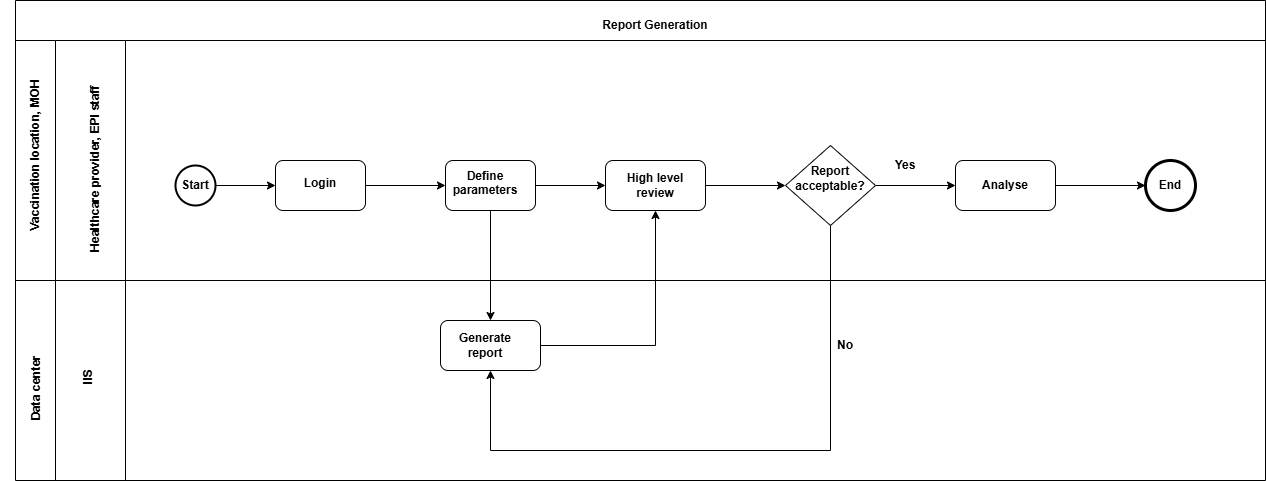 Report Generation
Vaccination location, MOH
Healthcare provider, EPI staff
Start
Login
Define
parameters
High level
review
Report
acceptable?
Yes
Analyse
End
Data center
IIS
Generate
report
No